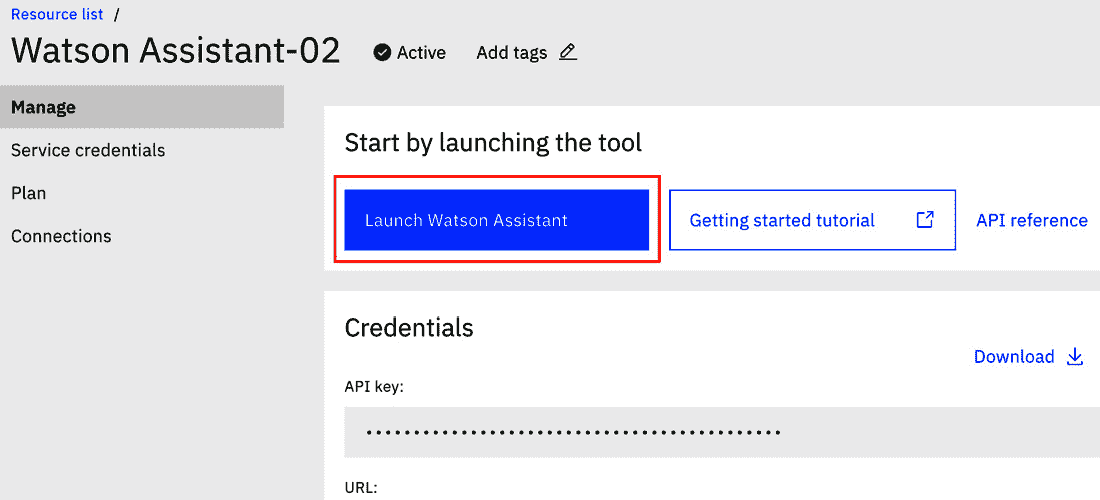 Resource list /
Watson Assistant-02
Active
Add tags
Manage
Service credentials
Plan
Connections
Start by launching the tool
Launch Watson Assistant
Getting started tutorial
API reference
Credentials
Download
API key:
••••••••••••••••••••••••••••••••••••••••••••
URL: